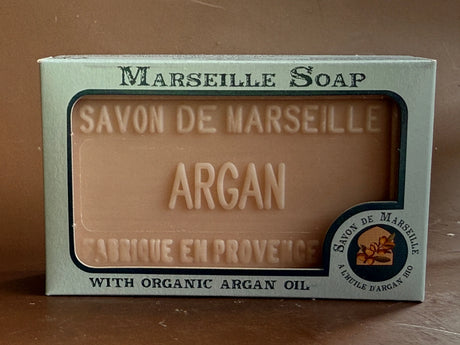 MARSEILLE SOAP
SAVON DE MARSEILLE
ARGAN
FABRIQUE EN PROVENCE
SAVON DE MARSEILLE
A L'HUILE D'ARGAN BIO
WITH ORGANIC ARGAN OIL